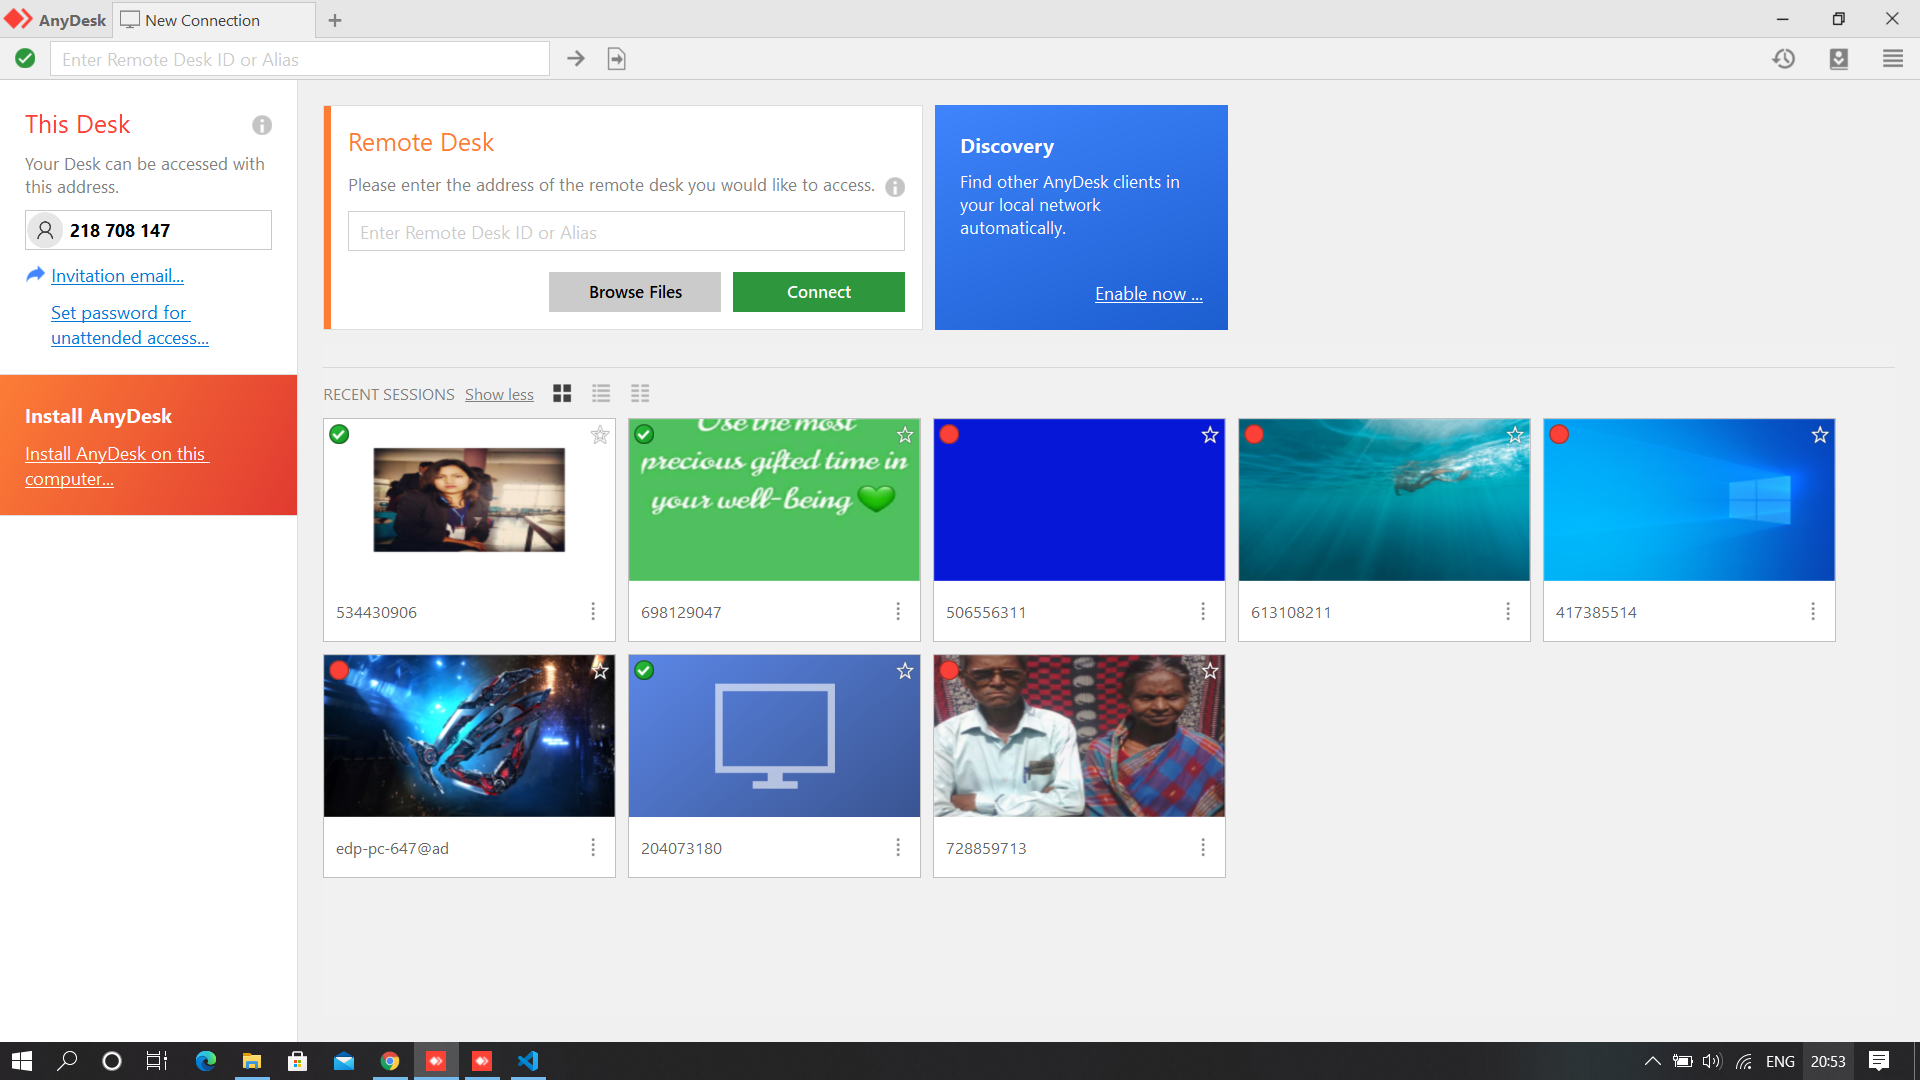 AnyDesk
New Connection
Enter Remote Desk ID or Alias
This Desk
Your Desk can be accessed with
this address.
218 708 147
Invitation email...
Set password for
unattended access...
Install AnyDesk
Install AnyDesk on this
computer...
Remote Desk
Please enter the address of the remote desk you would like to access.
Enter Remote Desk ID or Alias
Browse Files
Connect
Discovery
Find other AnyDesk clients in
your local network
automatically.
Enable now ...
RECENT SESSIONS Show less
Use the most
precious gifted time in
your well-being
534430906
698129047
506556311
613108211
417385514
edp-pc-647@ad
204073180
728859713
ENG
20:53